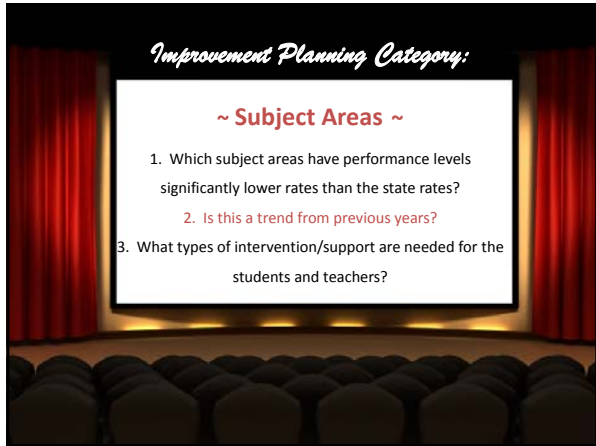 Improvement Planning Category:
~ Subject Areas ~
1. Which subject areas have performance levels
significantly lower rates than the state rates?
2. Is this a trend from previous years?
3. What types of intervention/support are needed for the
students and teachers?